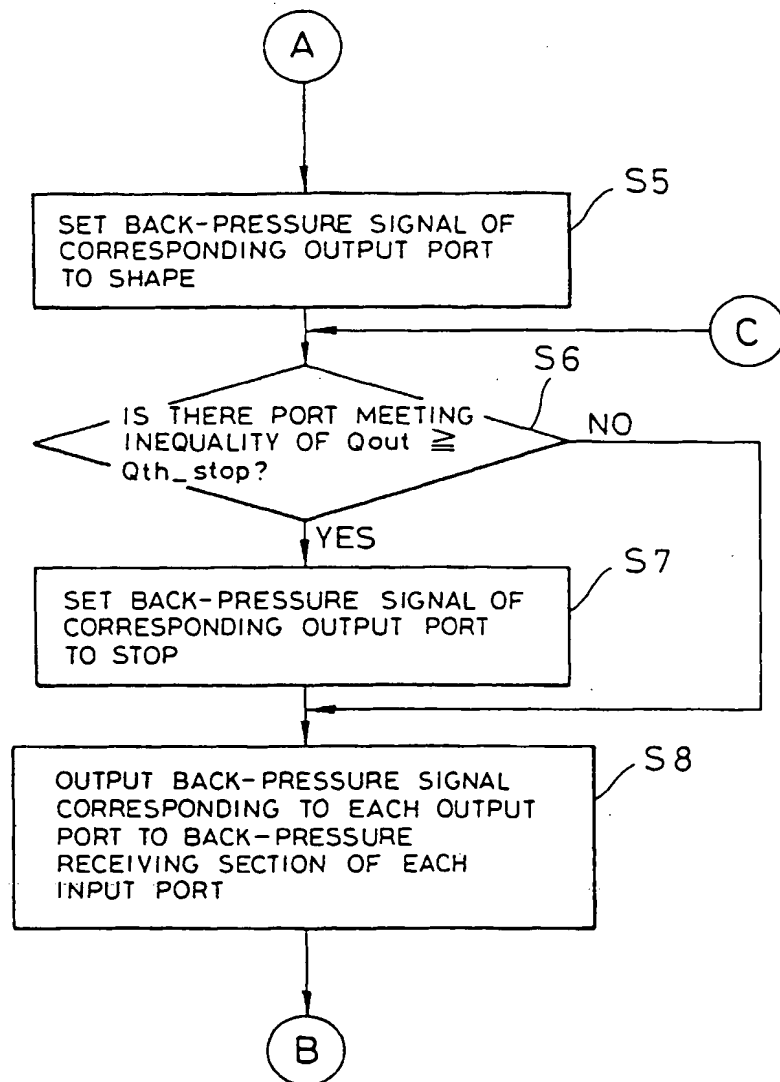 A
S5
SET BACK-PRESSURE SIGNAL OF
CORRESPONDING OUTPUT PORT
TO SHAPE
C
S6
IS THERE PORT MEETING
INEQUALITY OF Qout ≧
Qth_stop?
NO
YES
S7
SET BACK-PRESSURE SIGNAL OF
CORRESPONDING OUTPUT PORT
TO STOP
S8
OUTPUT BACK-PRESSURE SIGNAL
CORRESPONDING TO EACH OUTPUT
PORT TO BACK-PRESSURE
RECEIVING SECTION OF EACH
INPUT PORT
B